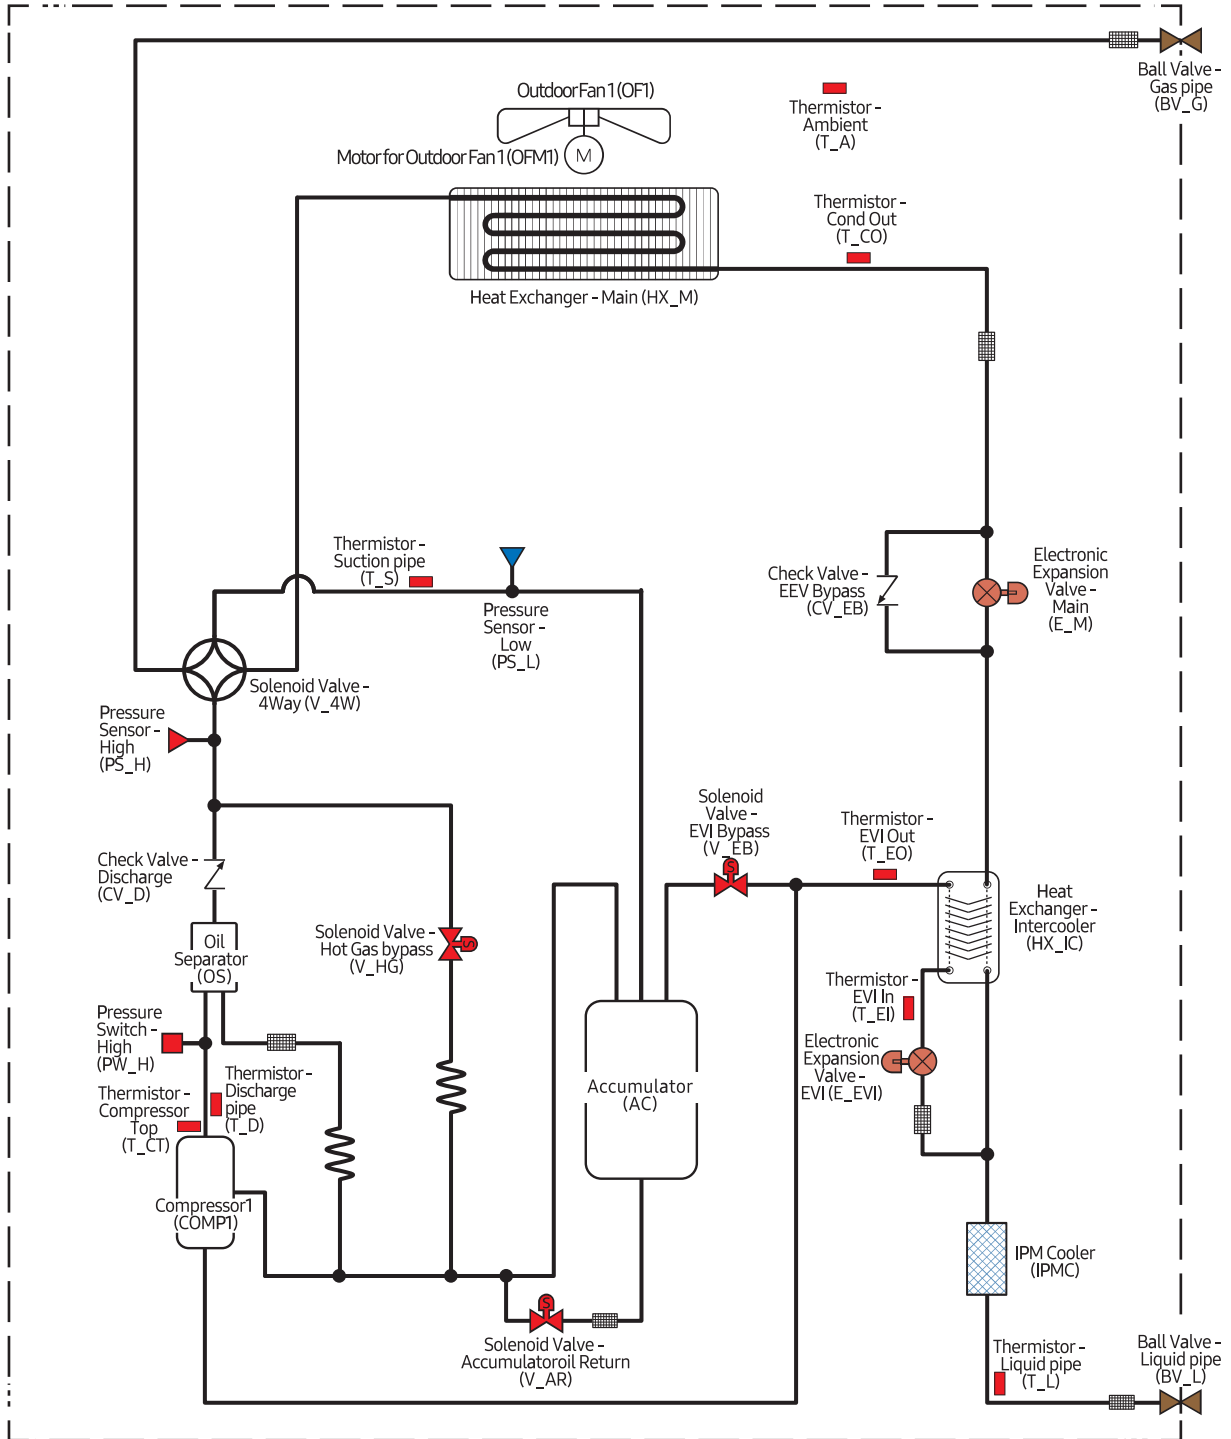 Ball Valve -
Gas pipe
(BV_G)
Outdoor Fan 1 (OF1)
Thermistor -
Ambient
(T_A)
Motor for Outdoor Fan 1 (OFM1)
M
Thermistor -
Cond Out
(T_CO)
Heat Exchanger - Main (HX_M)
Thermistor -
Suction pipe
(T_S)
Pressure
Sensor -
Low
(PS_L)
Check Valve -
EEV Bypass
(CV_EB)
Electronic
Expansion
Valve -
Main
(E_M)
Solenoid Valve -
4Way (V_4W)
Pressure
Sensor -
High
(PS_H)
Solenoid
Valve -
EVI Bypass
(V_EB)
S
Thermistor -
EVI Out
(T_EO)
Check Valve -
Discharge
(CV_D)
Heat
Exchanger -
Intercooler
(HX_IC)
Oil
Separator
(OS)
Solenoid Valve -
Hot Gas bypass
(V_HG)
S
Thermistor -
EVI In
(T_EI)
Pressure
Switch -
High
(PW_H)
Electronic
Expansion
Valve -
EVI (E_EVI)
Thermistor -
Discharge
pipe
(T_D)
Thermistor -
Compressor
Top
(T_CT)
Accumulator
(AC)
Compressor1
(COMP1)
IPM Cooler
(IPMC)
S
Solenoid Valve -
Accumulatoroil Return
(V_AR)
Thermistor -
Liquid pipe
(T_L)
Ball Valve -
Liquid pipe
(BV_L)